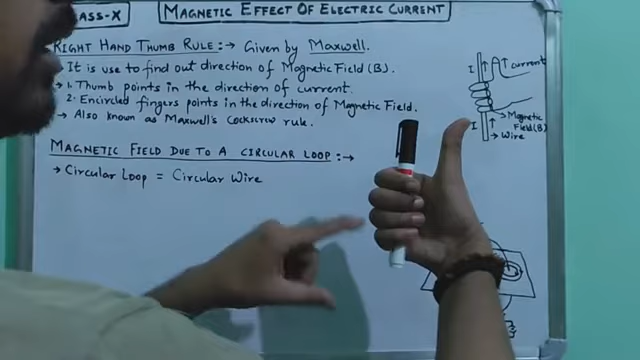 CLASS-X
MAGNETIC EFFECT OF ELECTRIC CURRENT
RIGHT HAND THUMB RULE :→ Given by Maxwell.
→ It is use to find out direction of Magnetic Field (B).
→ 1. Thumb points in the direction of current.
2. Encircled fingers points in the direction of Magnetic Field.
→ Also known as Maxwell's Cockscrew rule.
MAGNETIC FIELD DUE TO A CIRCULAR LOOP :→
→ Circular Loop = Circular Wire
I
current
→ Magnetic
Field(B)
→ Wire